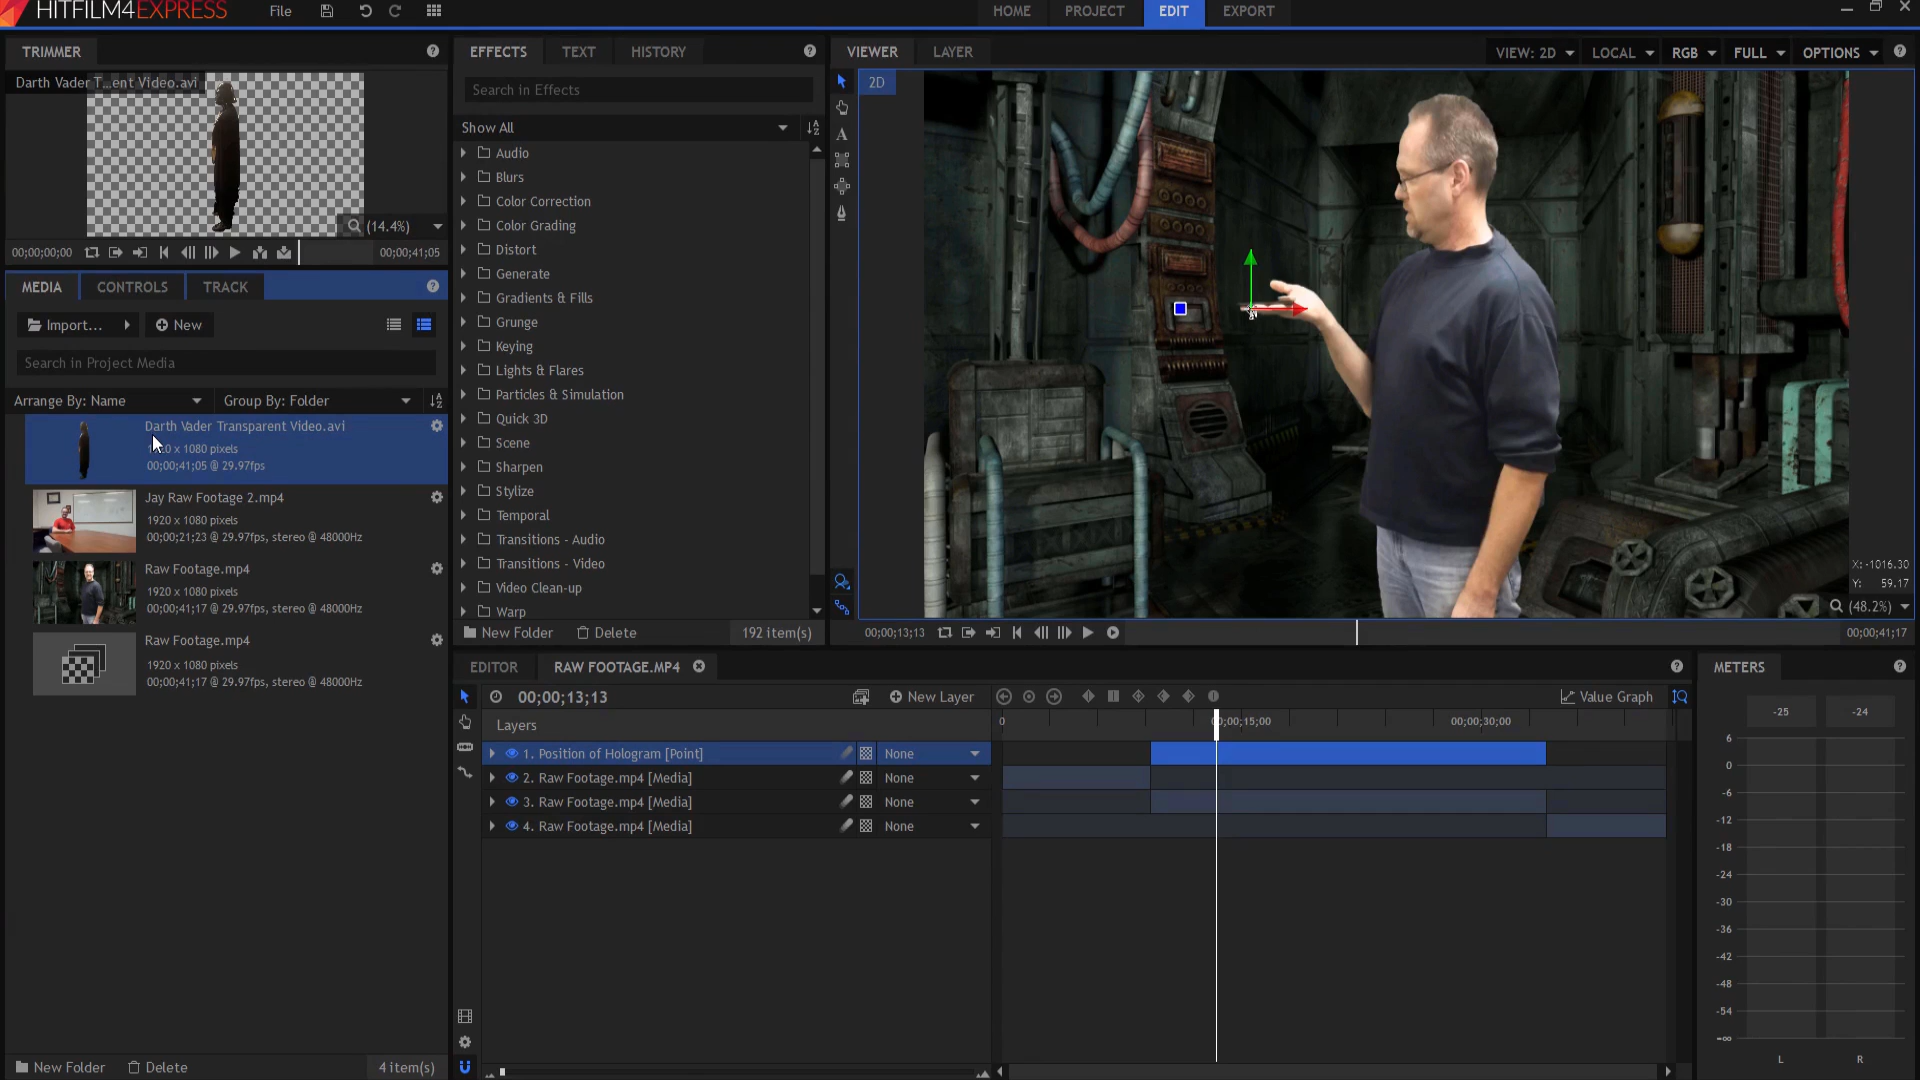 HITFILM4EXPRESS
File
HOME PROJECT EDIT EXPORT
TRIMMER
Darth Vader T...ent Video.avi
(14.4%)
00;00;00;00
00;00;41;05
MEDIA CONTROLS TRACK
Import... New
Search in Project Media
Arrange By: Name Group By: Folder
Darth Vader Transparent Video.avi
1920 x 1080 pixels
00;00;41;05 @ 29.97fps
Jay Raw Footage 2.mp4
1920 x 1080 pixels
00;00;21;23 @ 29.97fps, stereo @ 48000Hz
Raw Footage.mp4
1920 x 1080 pixels
00;00;41;17 @ 29.97fps, stereo @ 48000Hz
Raw Footage.mp4
1920 x 1080 pixels
00;00;41;17 @ 29.97fps, stereo @ 48000Hz
New Folder Delete 4 item(s)
EFFECTS TEXT HISTORY
Search in Effects
Show All
Audio
Blurs
Color Correction
Color Grading
Distort
Generate
Gradients & Fills
Grunge
Keying
Lights & Flares
Particles & Simulation
Quick 3D
Scene
Sharpen
Stylize
Temporal
Transitions - Audio
Transitions - Video
Video Clean-up
Warp
New Folder Delete 192 item(s)
VIEWER LAYER
VIEW: 2D LOCAL RGB FULL OPTIONS
2D
X: -1016.30
Y: 59.17
(48.2%)
00;00;13;13
00;00;41;17
EDITOR RAW FOOTAGE.MP4
00;00;13;13 New Layer Value Graph
Layers
0 00;00;15;00 00;00;30;00
1. Position of Hologram [Point] None
2. Raw Footage.mp4 [Media] None
3. Raw Footage.mp4 [Media] None
4. Raw Footage.mp4 [Media] None
METERS
-25 -24
6
0
-6
-12
-18
-24
-30
-36
-42
-48
-54
-∞
L R